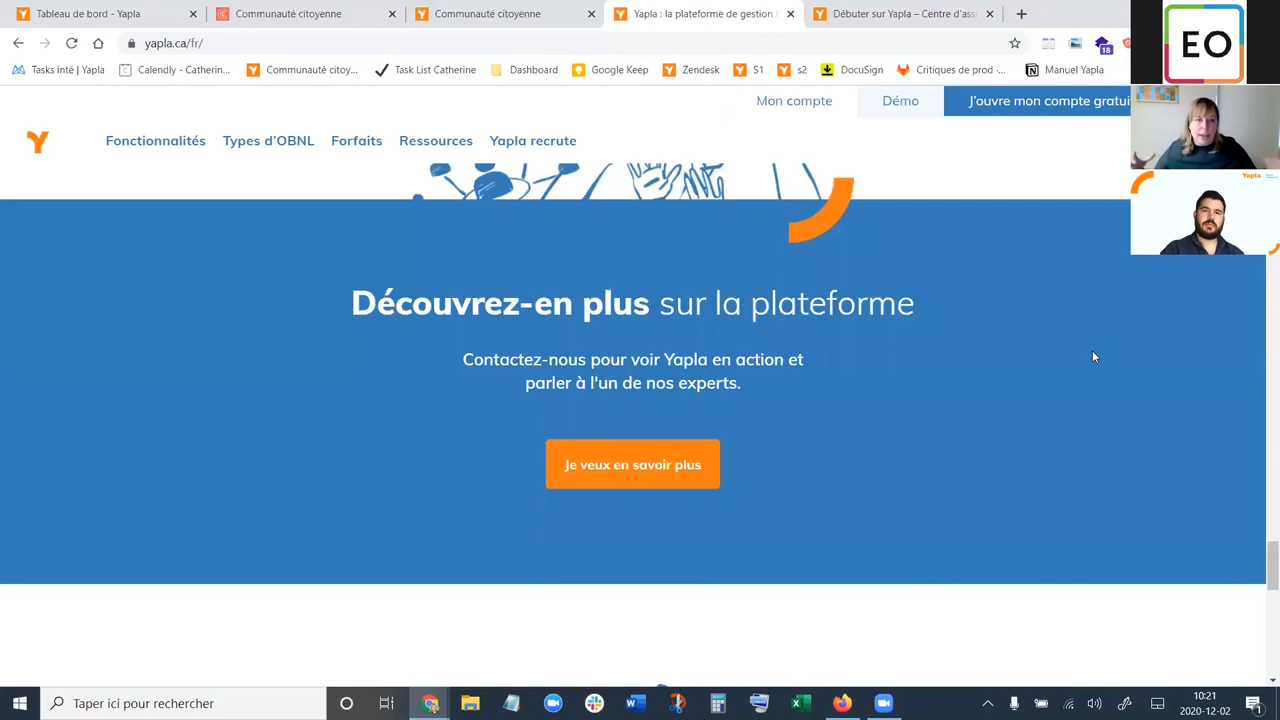 Tableau de bord - Yapla
Communauté citoyenne
Communauté citoyenne
Yapla : la plateforme de gestion
Débuter sur Yapla – Centre d'ass
yapla.ca/fr/
18
Tasks inté | Yapla
Calendly - Catherin...
Communauté citoy...
Task List Catherine
Dashboard
Google Keep
Zendesk
S1
s2
DocuSign
Critiques de prod -...
Manuel Yapla
EO
Mon compte
Démo
J'ouvre mon compte gratui
Y
Fonctionnalités
Types d'OBNL
Forfaits
Ressources
Yapla recrute
Yapla
Découvrez-en plus sur la plateforme
Contactez-nous pour voir Yapla en action et
parler à l'un de nos experts.
Je veux en savoir plus
Taper ici pour rechercher
10:21
2020-12-02
1